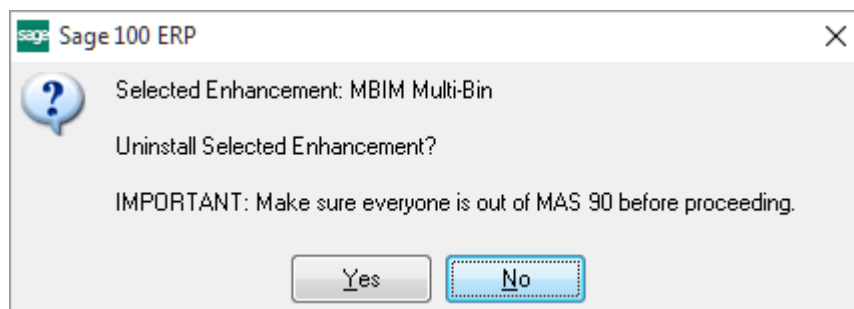 sage Sage 100 ERP
Selected Enhancement: MBIM Multi-Bin
Uninstall Selected Enhancement?
IMPORTANT: Make sure everyone is out of MAS 90 before proceeding.
Yes No